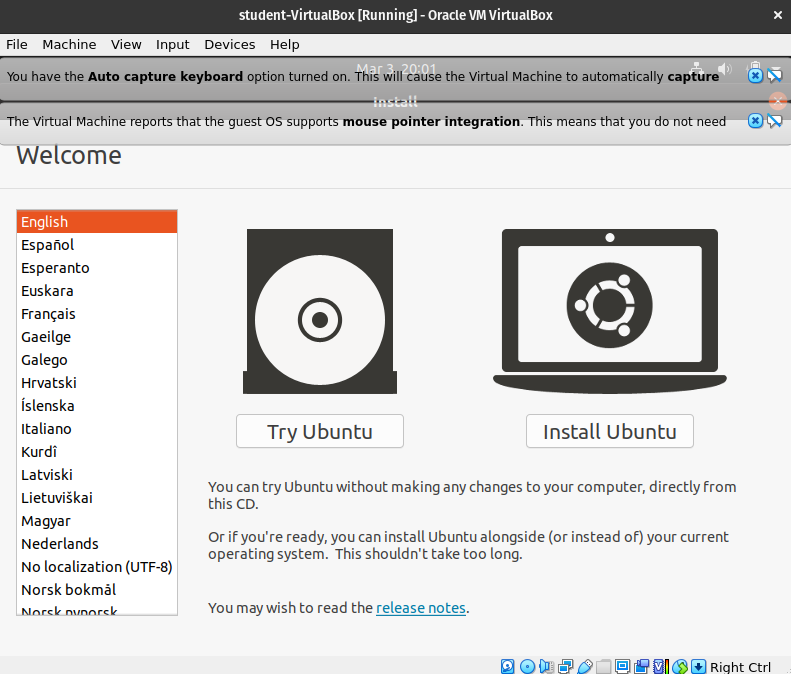 student-VirtualBox [Running] - Oracle VM VirtualBox
File Machine View Input Devices Help
Mar 3, 20:01
You have the Auto capture keyboard option turned on. This will cause the Virtual Machine to automatically capture
Install
The Virtual Machine reports that the guest OS supports mouse pointer integration. This means that you do not need
Welcome
English
Español
Esperanto
Euskara
Français
Gaeilge
Galego
Hrvatski
Íslenska
Italiano
Kurdî
Latviski
Lietuviškai
Magyar
Nederlands
No localization (UTF-8)
Norsk bokmål
Norsk nynorsk
Try Ubuntu
Install Ubuntu
You can try Ubuntu without making any changes to your computer, directly from
this CD.
Or if you're ready, you can install Ubuntu alongside (or instead of) your current
operating system. This shouldn't take too long.
You may wish to read the release notes.
Right Ctrl